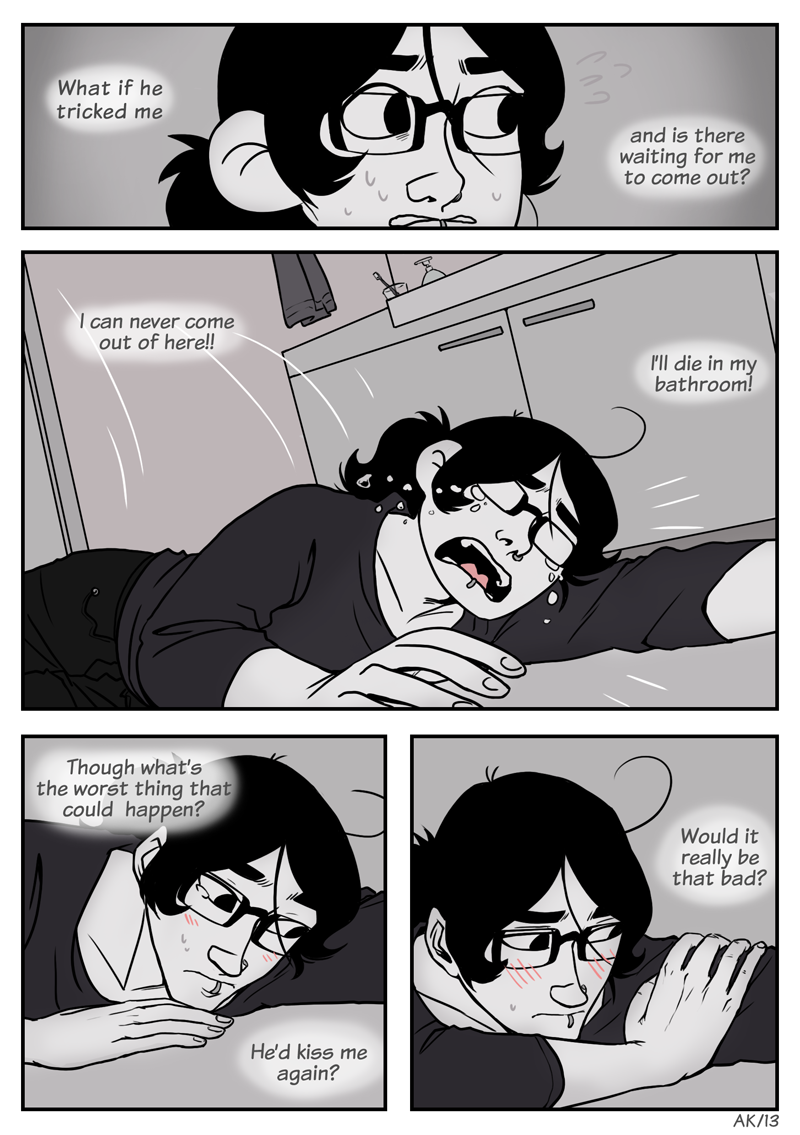 What if he
tricked me
and is there
waiting for me
to come out?
I can never come
out of here!!
I'll die in my
bathroom!
Though what's
the worst thing that
could happen?
He'd kiss me
again?
Would it
really be
that bad?
AK/13